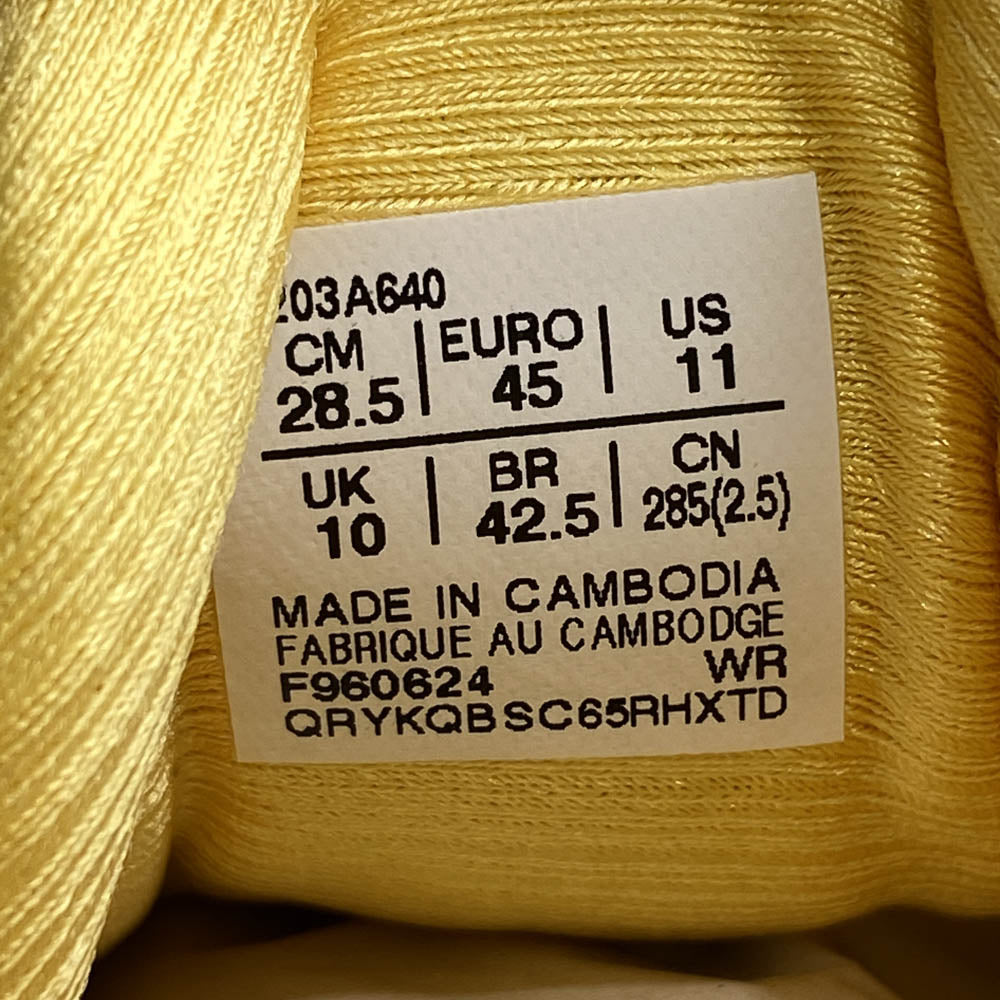 203A640
CM | EURO | US
28.5 | 45 | 11
UK | BR | CN
10 | 42.5 | 285(2.5)
MADE IN CAMBODIA
FABRIQUE AU CAMBODGE
F960624 WR
QRYKQBSC65RHXTD